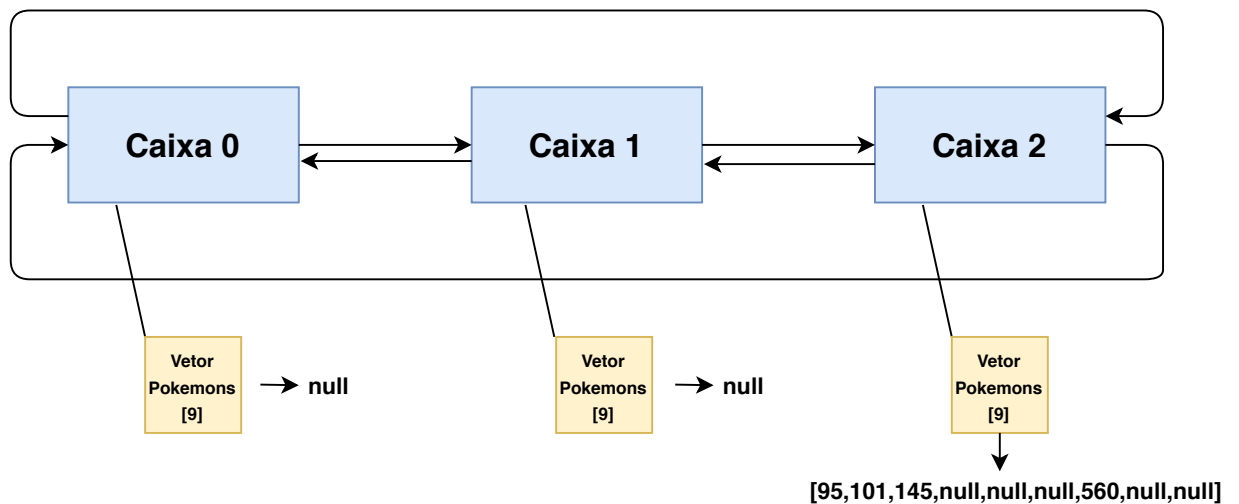 Caixa 0
Caixa 1
Caixa 2
Vetor
Pokemons
[9]
null
Vetor
Pokemons
[9]
null
Vetor
Pokemons
[9]
[95,101,145,null,null,null,560,null,null]